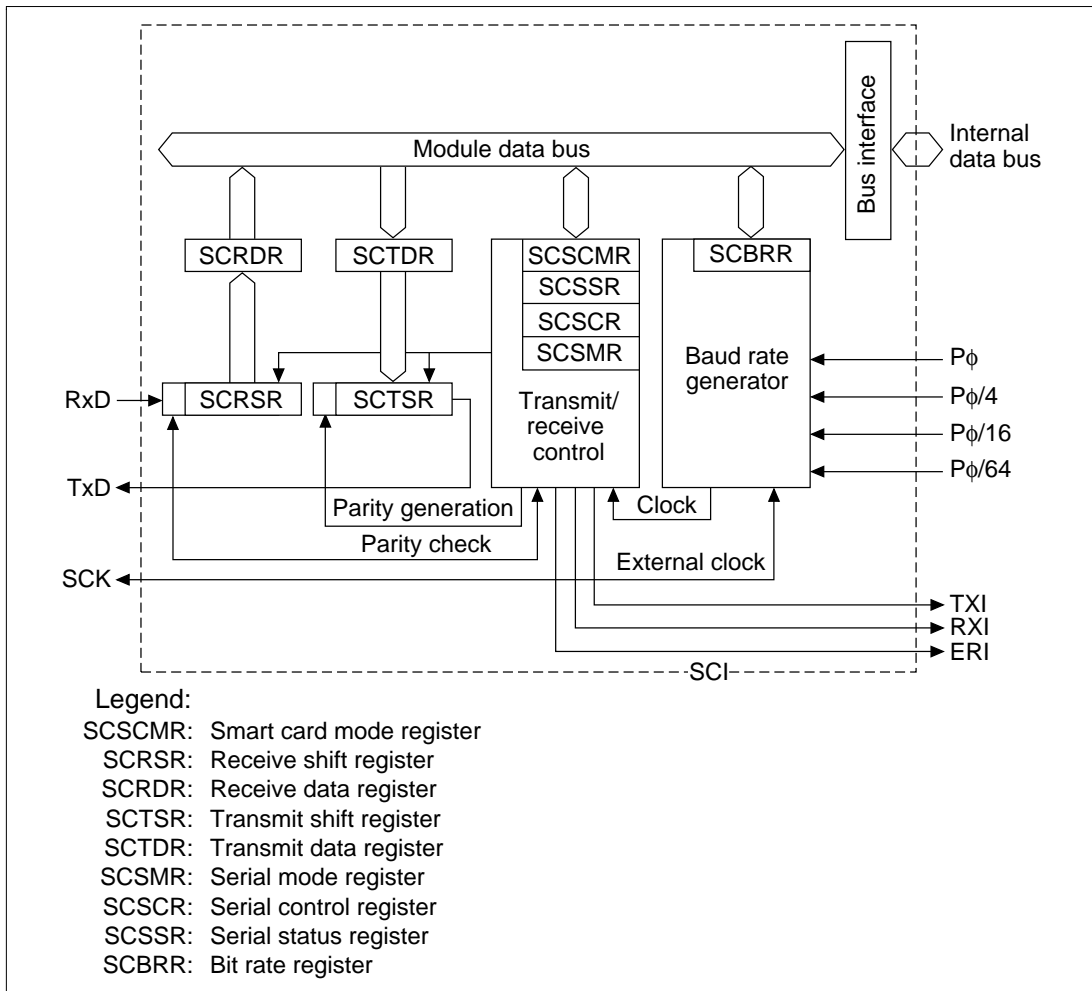 Bus interface
Internal
data bus
Module data bus
SCRDR
SCTDR
SCSCMR
SCSSR
SCSCR
SCSMR
SCBRR
Baud rate
generator
Pϕ
Pϕ/4
Pϕ/16
Pϕ/64
RxD
SCRSR
SCTSR
Transmit/
receive
control
TxD
Parity generation
Clock
Parity check
External clock
SCK
TXI
RXI
ERI
SCI
Legend:
SCSCMR: Smart card mode register
SCRSR: Receive shift register
SCRDR: Receive data register
SCTSR: Transmit shift register
SCTDR: Transmit data register
SCSMR: Serial mode register
SCSCR: Serial control register
SCSSR: Serial status register
SCBRR: Bit rate register